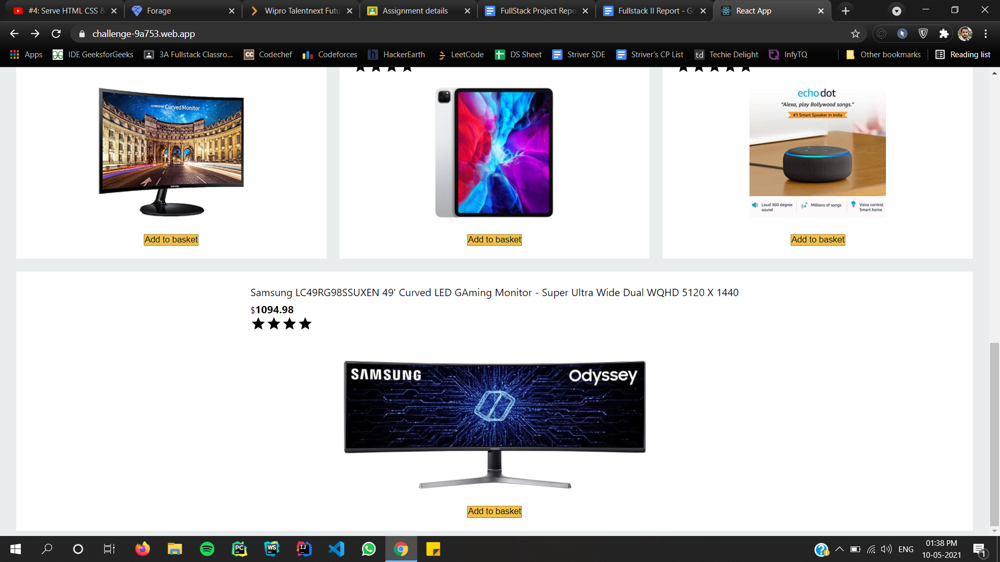 #4: Serve HTML CSS &
Forage
Wipro Talentnext Futu
Assignment details
FullStack Project Repo
Fullstack II Report - Go
React App
challenge-9a753.web.app
Apps
IDE GeeksforGeeks
3A Fullstack Classro...
Codechef
Codeforces
HackerEarth
LeetCode
DS Sheet
Striver SDE
Striver's CP List
td Techie Delight
InfyTQ
Other bookmarks
Reading list
SAMSUNG Curved Monitor
echo dot
"Alexa, play Bollywood songs."
#1 Smart Speaker in India
Loud 360 degree
sound
Millions of songs
Voice control
Smart home
Add to basket
Add to basket
Add to basket
Samsung LC49RG98SSUXEN 49' Curved LED GAming Monitor - Super Ultra Wide Dual WQHD 5120 X 1440
$1094.98
SAMSUNG
Odyssey
Add to basket
ENG
01:38 PM
10-05-2021
1